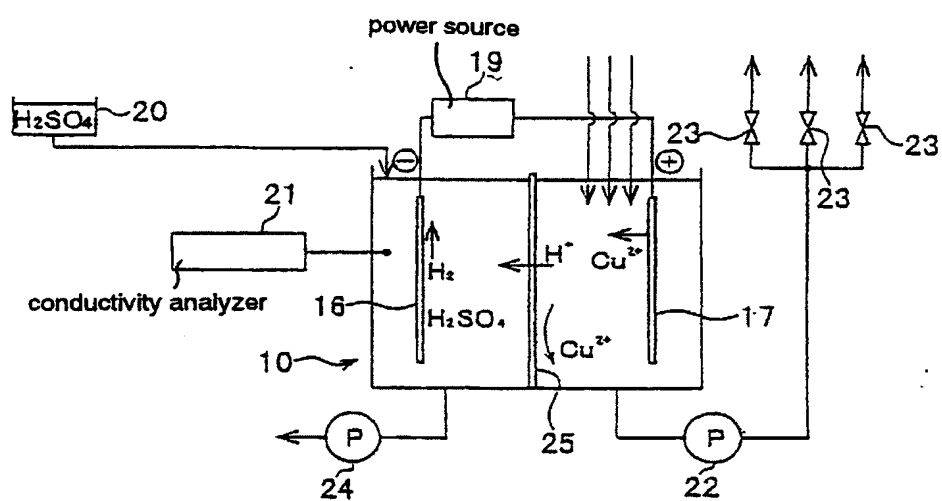 power source
19
H₂SO₄
20
23
23
23
⊖
⊕
21
H₂
H⁺
Cu²⁺
conductivity analyzer
16
H₂SO₄
17
10
Cu²⁺
25
P
24
P
22